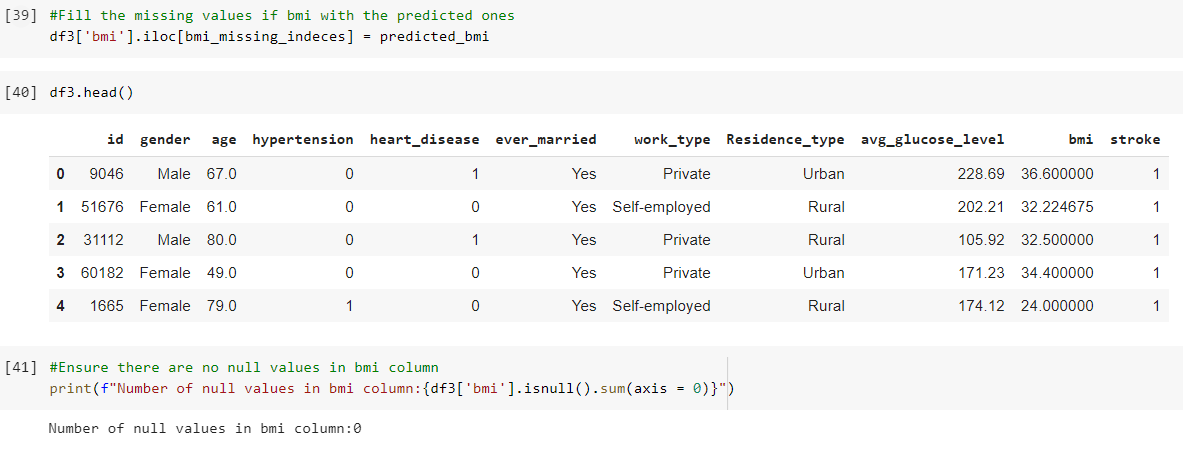 [39] #Fill the missing values if bmi with the predicted ones
df3['bmi'].iloc[bmi_missing_indeces] = predicted_bmi
[40] df3.head()
id gender age hypertension heart_disease ever_married work_type Residence_type avg_glucose_level bmi stroke
0 9046 Male 67.0 0 1 Yes Private Urban 228.69 36.600000 1
1 51676 Female 61.0 0 0 Yes Self-employed Rural 202.21 32.224675 1
2 31112 Male 80.0 0 1 Yes Private Rural 105.92 32.500000 1
3 60182 Female 49.0 0 0 Yes Private Urban 171.23 34.400000 1
4 1665 Female 79.0 1 0 Yes Self-employed Rural 174.12 24.000000 1
[41] #Ensure there are no null values in bmi column
print(f"Number of null values in bmi column:{df3['bmi'].isnull().sum(axis = 0)}")
Number of null values in bmi column:0